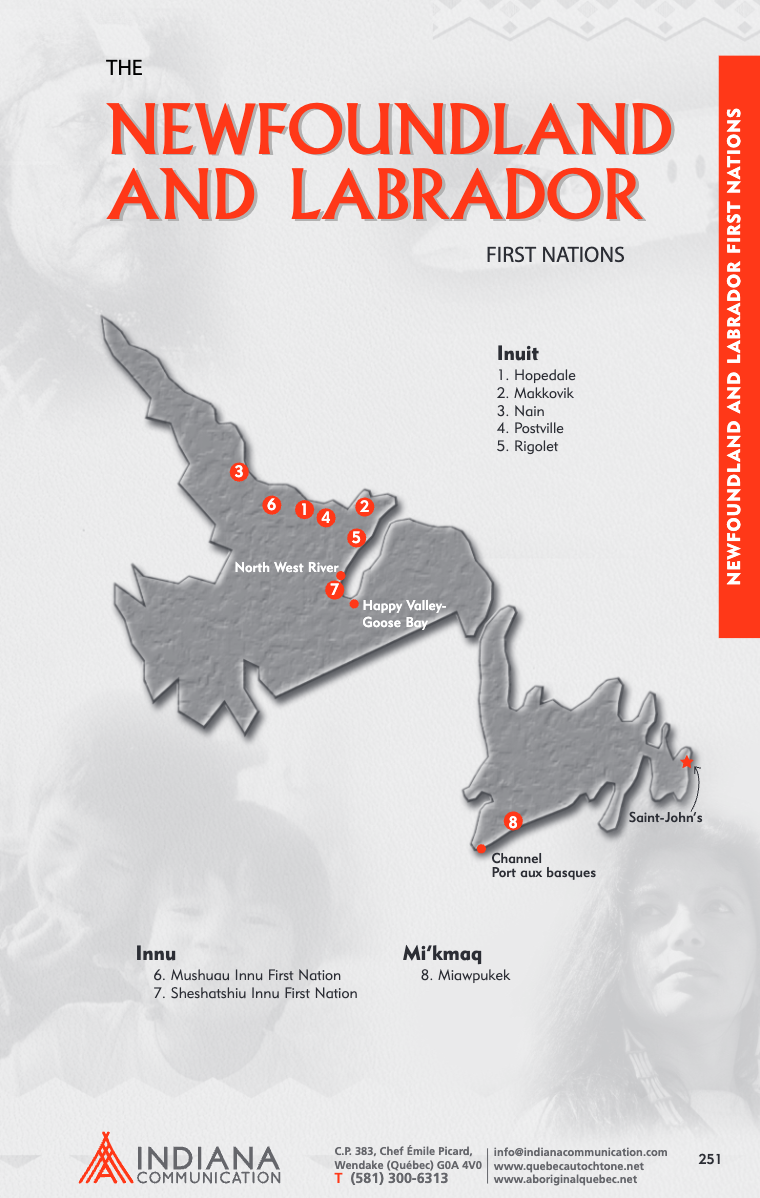 THE
NEWFOUNDLAND
AND LABRADOR
FIRST NATIONS
NEWFOUNDLAND AND LABRADOR FIRST NATIONS
Inuit
1. Hopedale
2. Makkovik
3. Nain
4. Postville
5. Rigolet
3
6
1
4
2
5
North West River
7
Happy Valley-
Goose Bay
Saint-John's
8
Channel
Port aux basques
Innu
6. Mushuau Innu First Nation
7. Sheshatshiu Innu First Nation
Mi'kmaq
8. Miawpukek
INDIANA
COMMUNICATION
C.P. 383, Chef Émile Picard,
Wendake (Québec) G0A 4V0
T (581) 300-6313
info@indianacommunication.com
www.quebecautochtone.net
www.aboriginalquebec.net
251